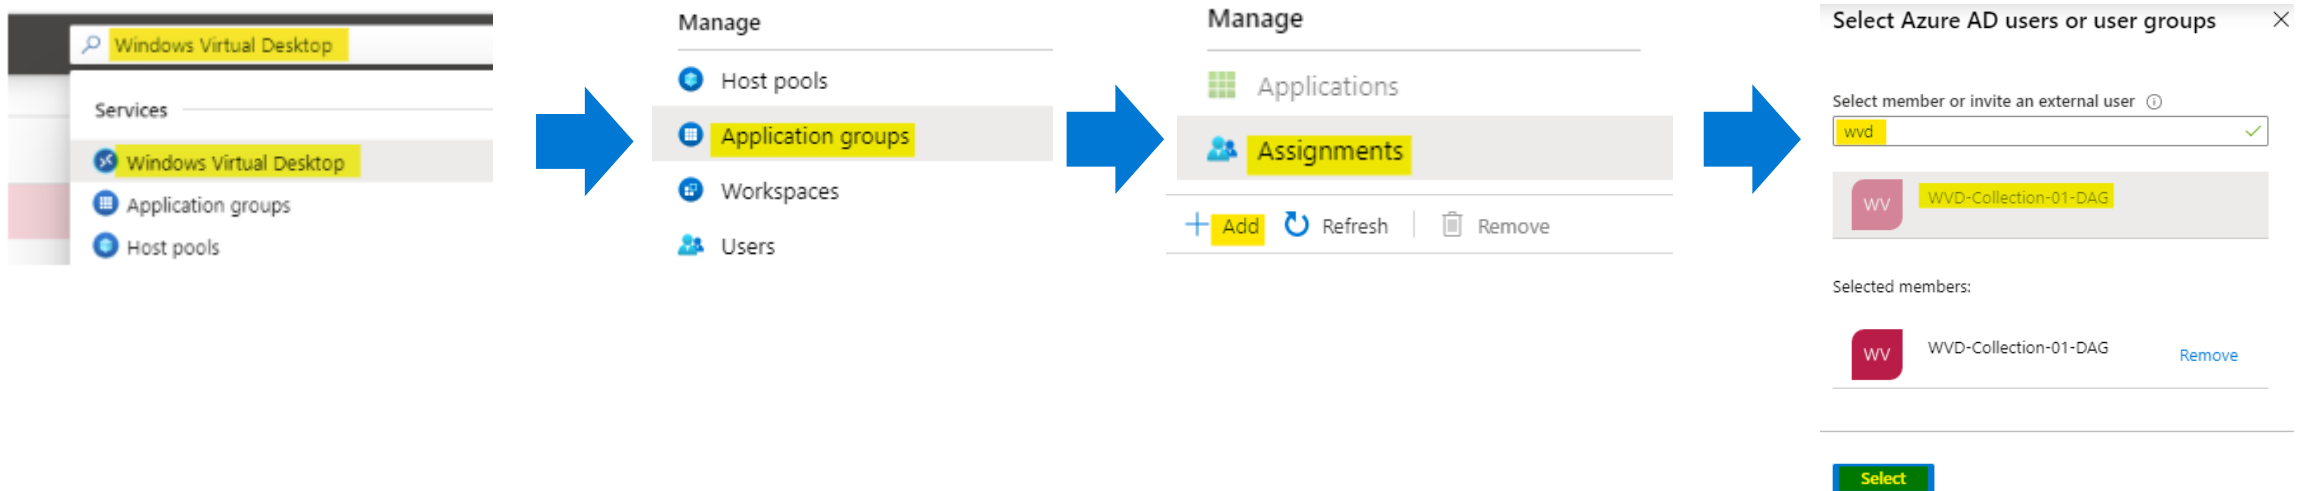 Windows Virtual Desktop
Services
Windows Virtual Desktop
Application groups
Host pools
Manage
Host pools
Application groups
Workspaces
Users
Manage
Applications
Assignments
Add
Refresh
Remove
Select Azure AD users or user groups
Select member or invite an external user
wvd
WV
WVD-Collection-01-DAG
Selected members:
WV
WVD-Collection-01-DAG
Remove
Select